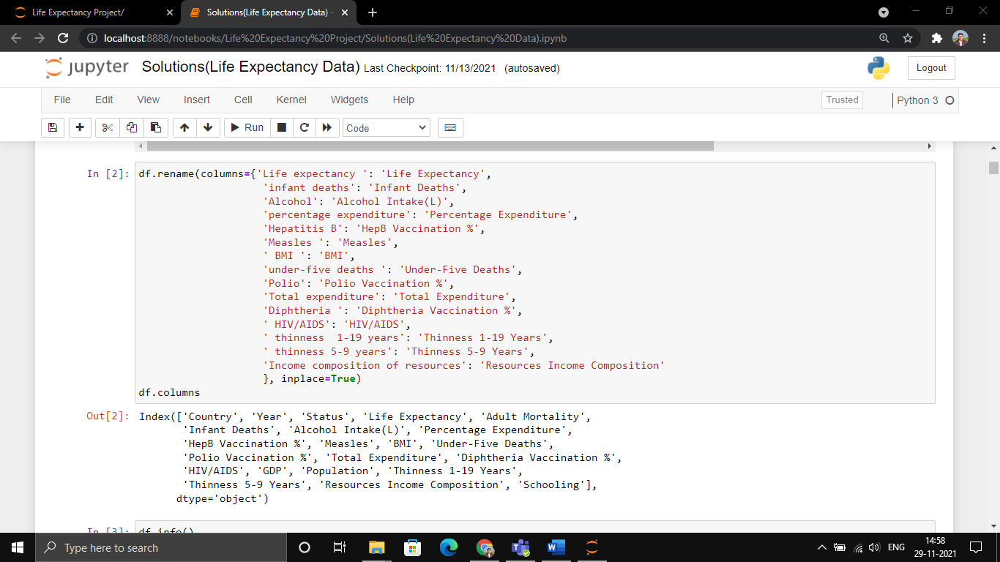 Life Expectancy Project/
Solutions(Life Expectancy Data) -
localhost:8888/notebooks/Life%20Expectancy%20Project/Solutions(Life%20Expectancy%20Data).ipynb
jupyter Solutions(Life Expectancy Data) Last Checkpoint: 11/13/2021 (autosaved)
Logout
File Edit View Insert Cell Kernel Widgets Help
Trusted
Python 3
Run
Code
In [2]: df.rename(columns={'Life expectancy ': 'Life Expectancy',
'infant deaths': 'Infant Deaths',
'Alcohol': 'Alcohol Intake(L)',
'percentage expenditure': 'Percentage Expenditure',
'Hepatitis B': 'HepB Vaccination %',
'Measles ': 'Measles',
' BMI ': 'BMI',
'under-five deaths ': 'Under-Five Deaths',
'Polio': 'Polio Vaccination %',
'Total expenditure': 'Total Expenditure',
'Diphtheria ': 'Diphtheria Vaccination %',
' HIV/AIDS': 'HIV/AIDS',
' thinness  1-19 years': 'Thinness 1-19 Years',
' thinness 5-9 years': 'Thinness 5-9 Years',
'Income composition of resources': 'Resources Income Composition'
}, inplace=True)
df.columns
Out[2]: Index(['Country', 'Year', 'Status', 'Life Expectancy', 'Adult Mortality',
'Infant Deaths', 'Alcohol Intake(L)', 'Percentage Expenditure',
'HepB Vaccination %', 'Measles', 'BMI', 'Under-Five Deaths',
'Polio Vaccination %', 'Total Expenditure', 'Diphtheria Vaccination %',
'HIV/AIDS', 'GDP', 'Population', 'Thinness 1-19 Years',
'Thinness 5-9 Years', 'Resources Income Composition', 'Schooling'],
dtype='object')
In [3]: df.info()
Type here to search
ENG
14:58
29-11-2021